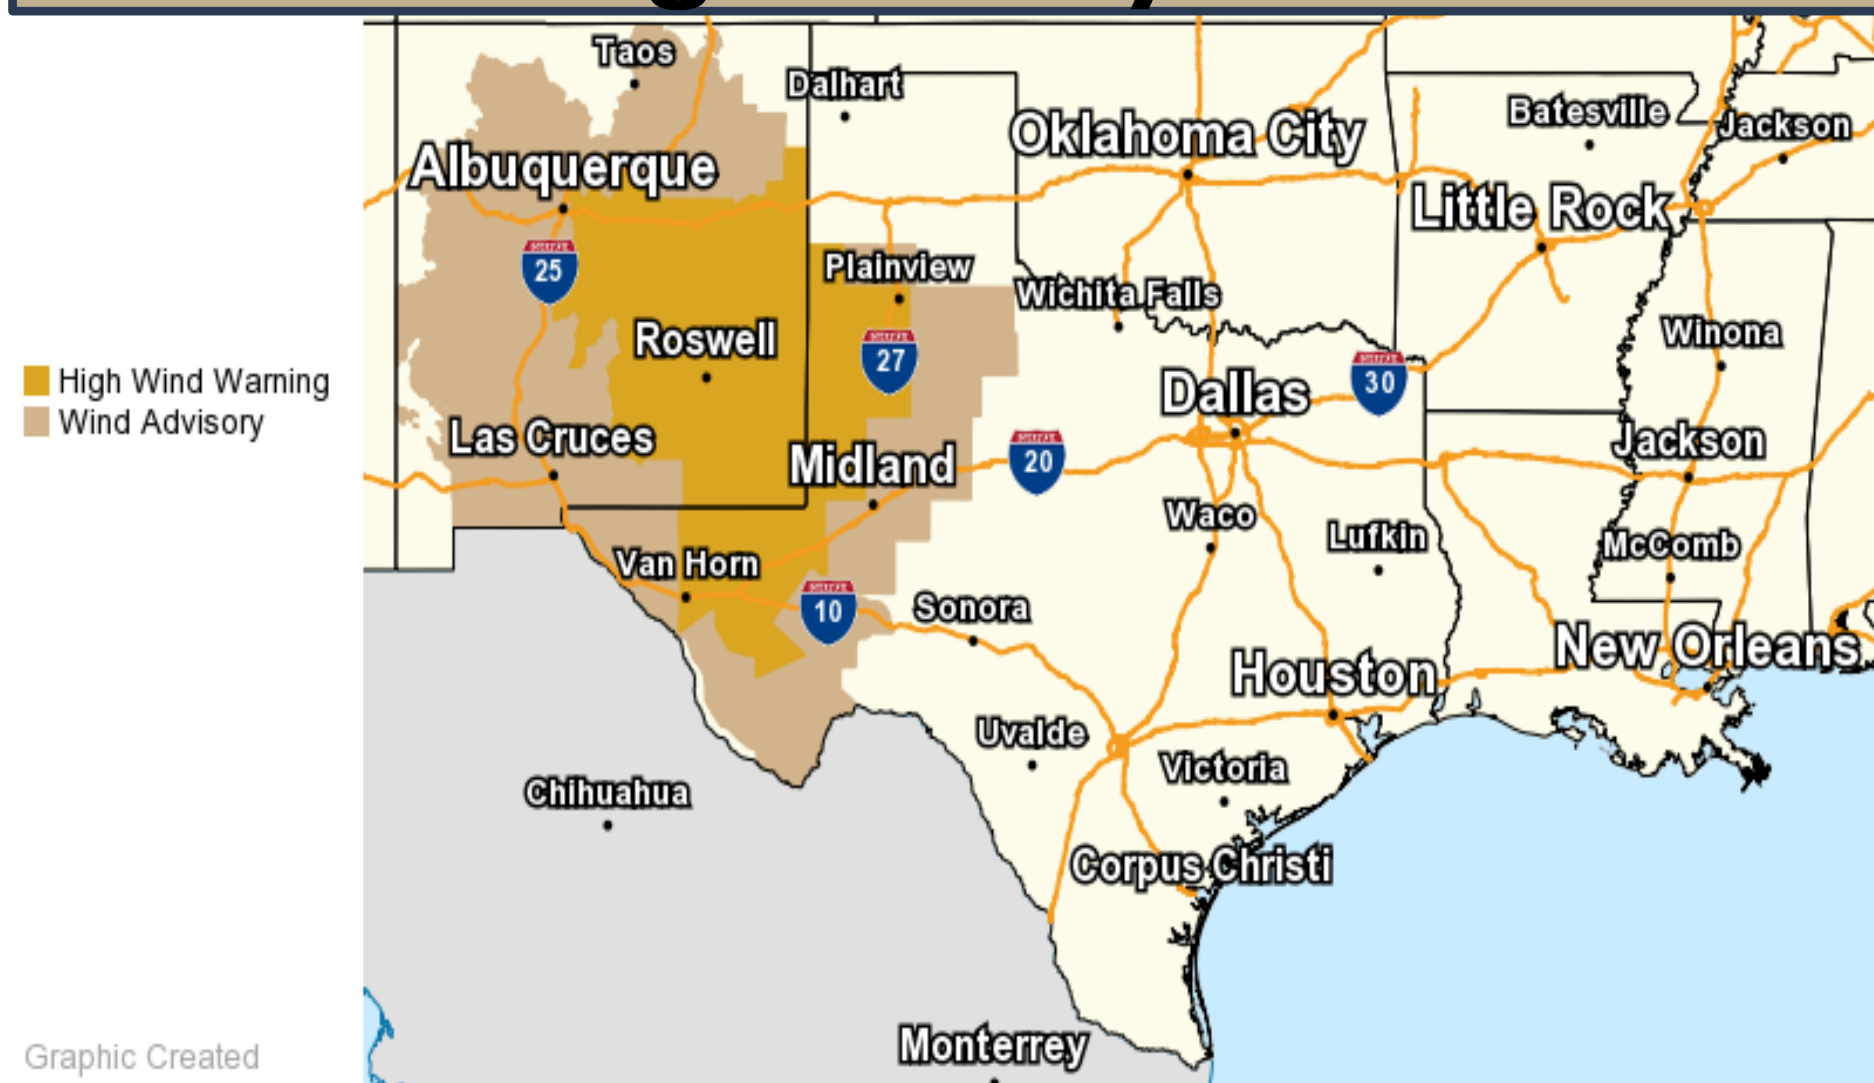 Taos
Dalhart
Oklahoma City
Batesville
Jackson
Albuquerque
Little Rock
25
Plainview
Wichita Falls
Roswell
27
Winona
High Wind Warning
Wind Advisory
Dallas
30
Las Cruces
Midland
20
Jackson
Waco
Lufkin
McComb
Van Horn
10
Sonora
New Orleans
Houston
Uvalde
Victoria
Chihuahua
Corpus Christi
Graphic Created
Monterrey